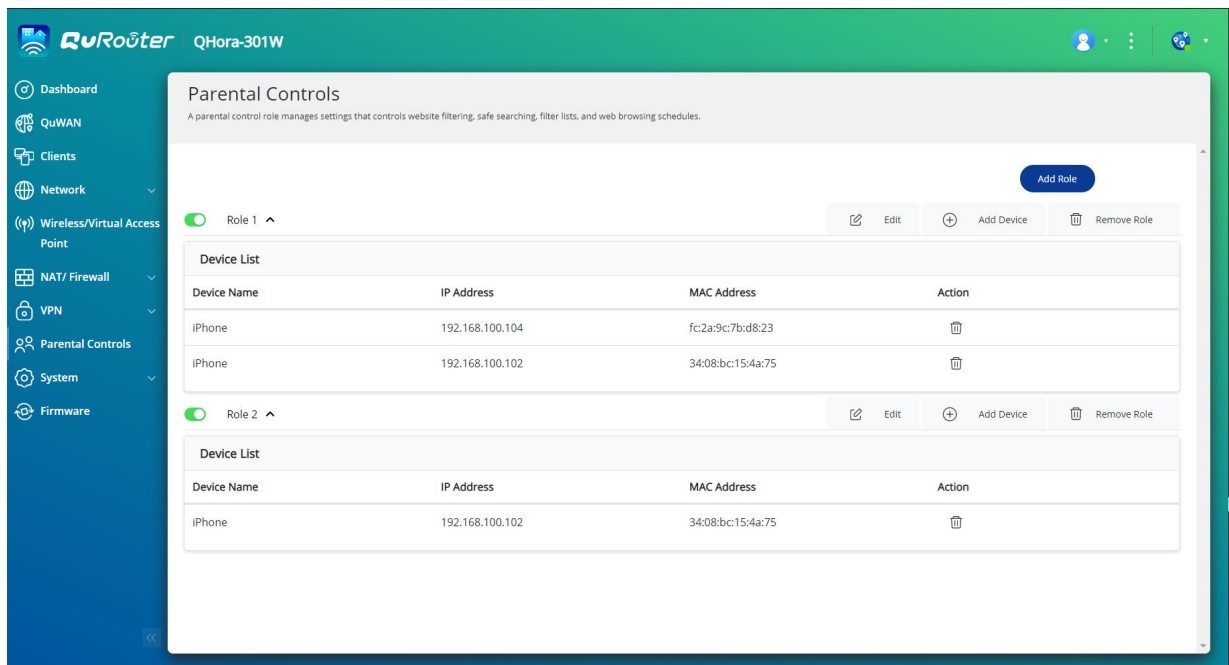 QuRouter QHora-301W
Dashboard
QuWAN
Clients
Network
Wireless/Virtual Access
Point
NAT/ Firewall
VPN
Parental Controls
System
Firmware
Parental Controls
A parental control role manages settings that controls website filtering, safe searching, filter lists, and web browsing schedules.
Add Role
Role 1 Edit Add Device Remove Role
Device List
Device Name IP Address MAC Address Action
iPhone 192.168.100.104 fc:2a:9c:7b:d8:23
iPhone 192.168.100.102 34:08:bc:15:4a:75
Role 2 Edit Add Device Remove Role
Device List
Device Name IP Address MAC Address Action
iPhone 192.168.100.102 34:08:bc:15:4a:75